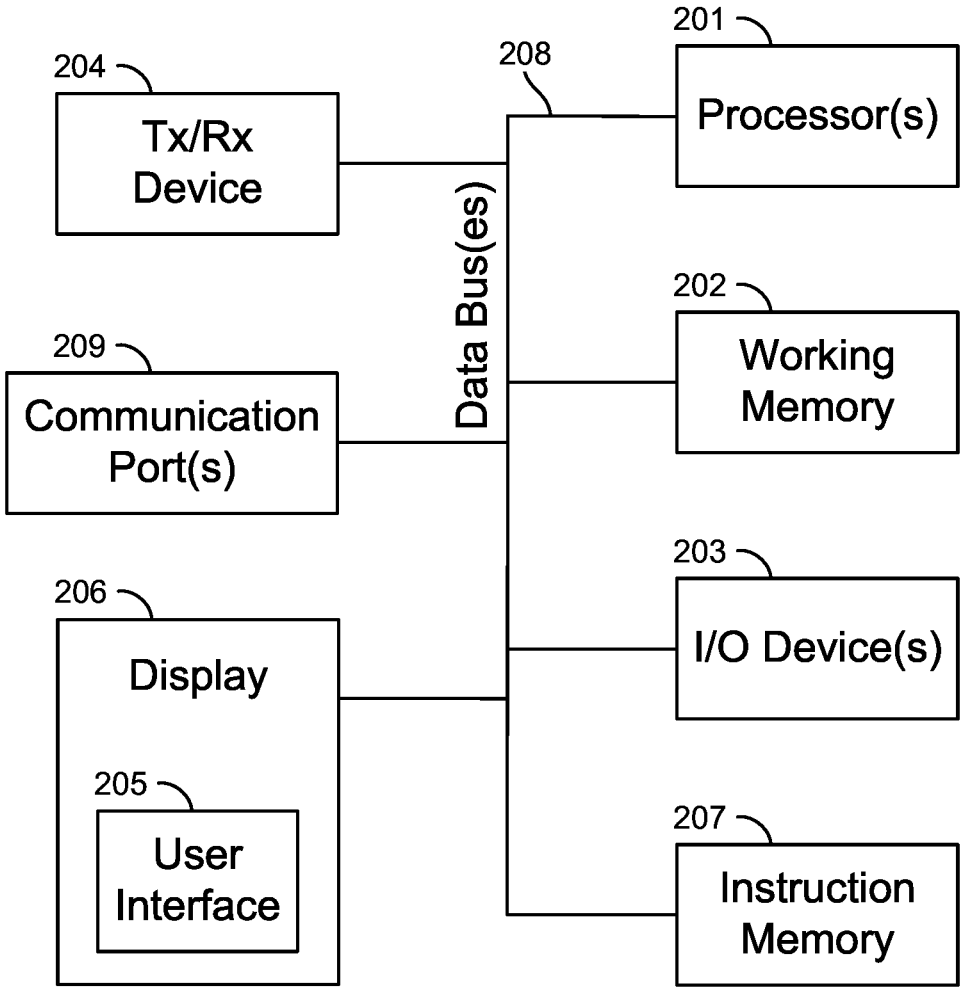 204
Tx/Rx
Device
209
Communication
Port(s)
206
Display
205
User
Interface
208
Data Bus(es)
201
Processor(s)
202
Working
Memory
203
I/O Device(s)
207
Instruction
Memory